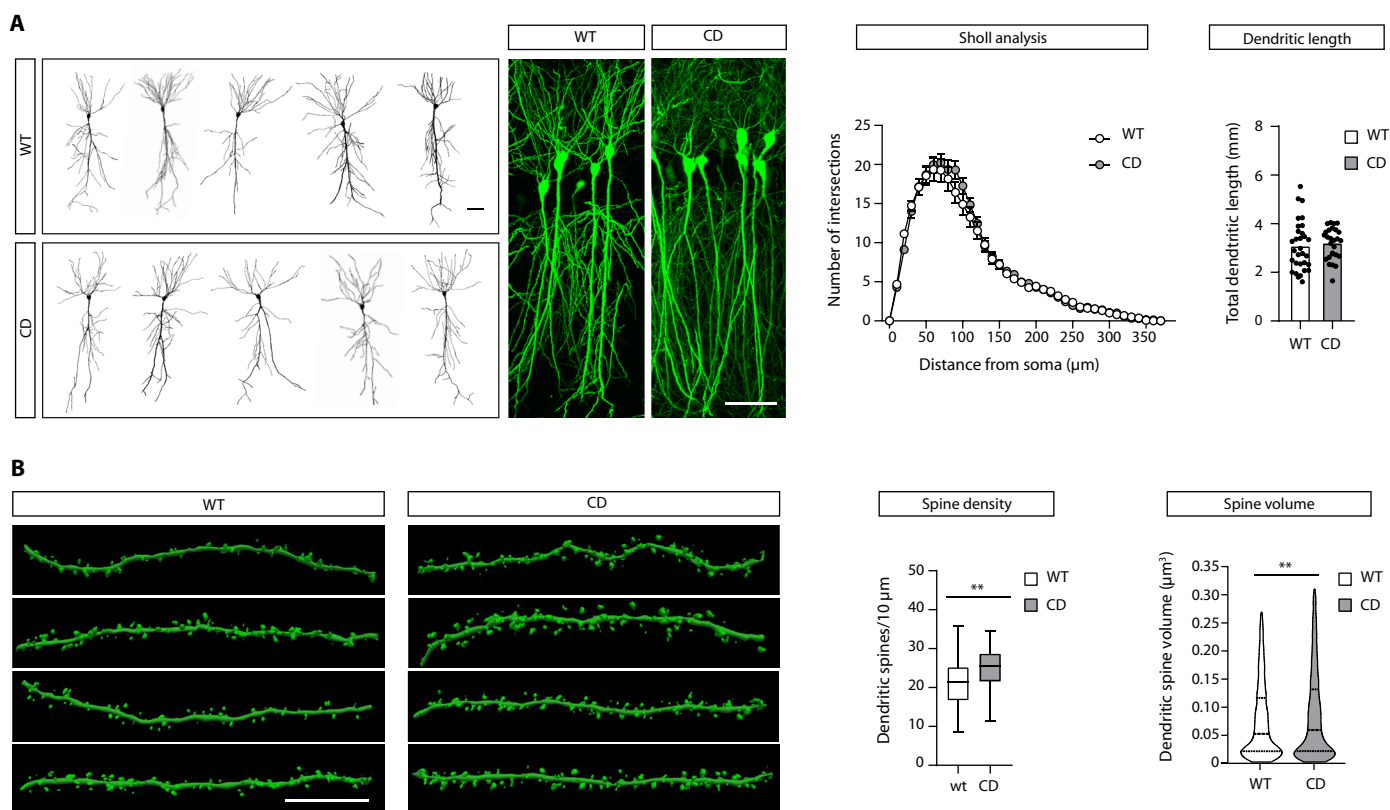 A
WT
CD
WT
CD
Sholl analysis
Number of intersections
25
20
15
10
5
0
0 50 100 150 200 250 300 350
Distance from soma (µm)
WT
CD
Dendritic length
Total dendritic length (mm)
8
6
4
2
0
WT CD
WT
CD
B
WT
CD
Spine density
Dendritic spines/10 µm
50
40
30
20
10
0
**
wt CD
WT
CD
Spine volume
Dendritic spine volume (µm³)
0.35
0.30
0.20
0.15
0.10
0.05
0
**
WT CD
WT
CD